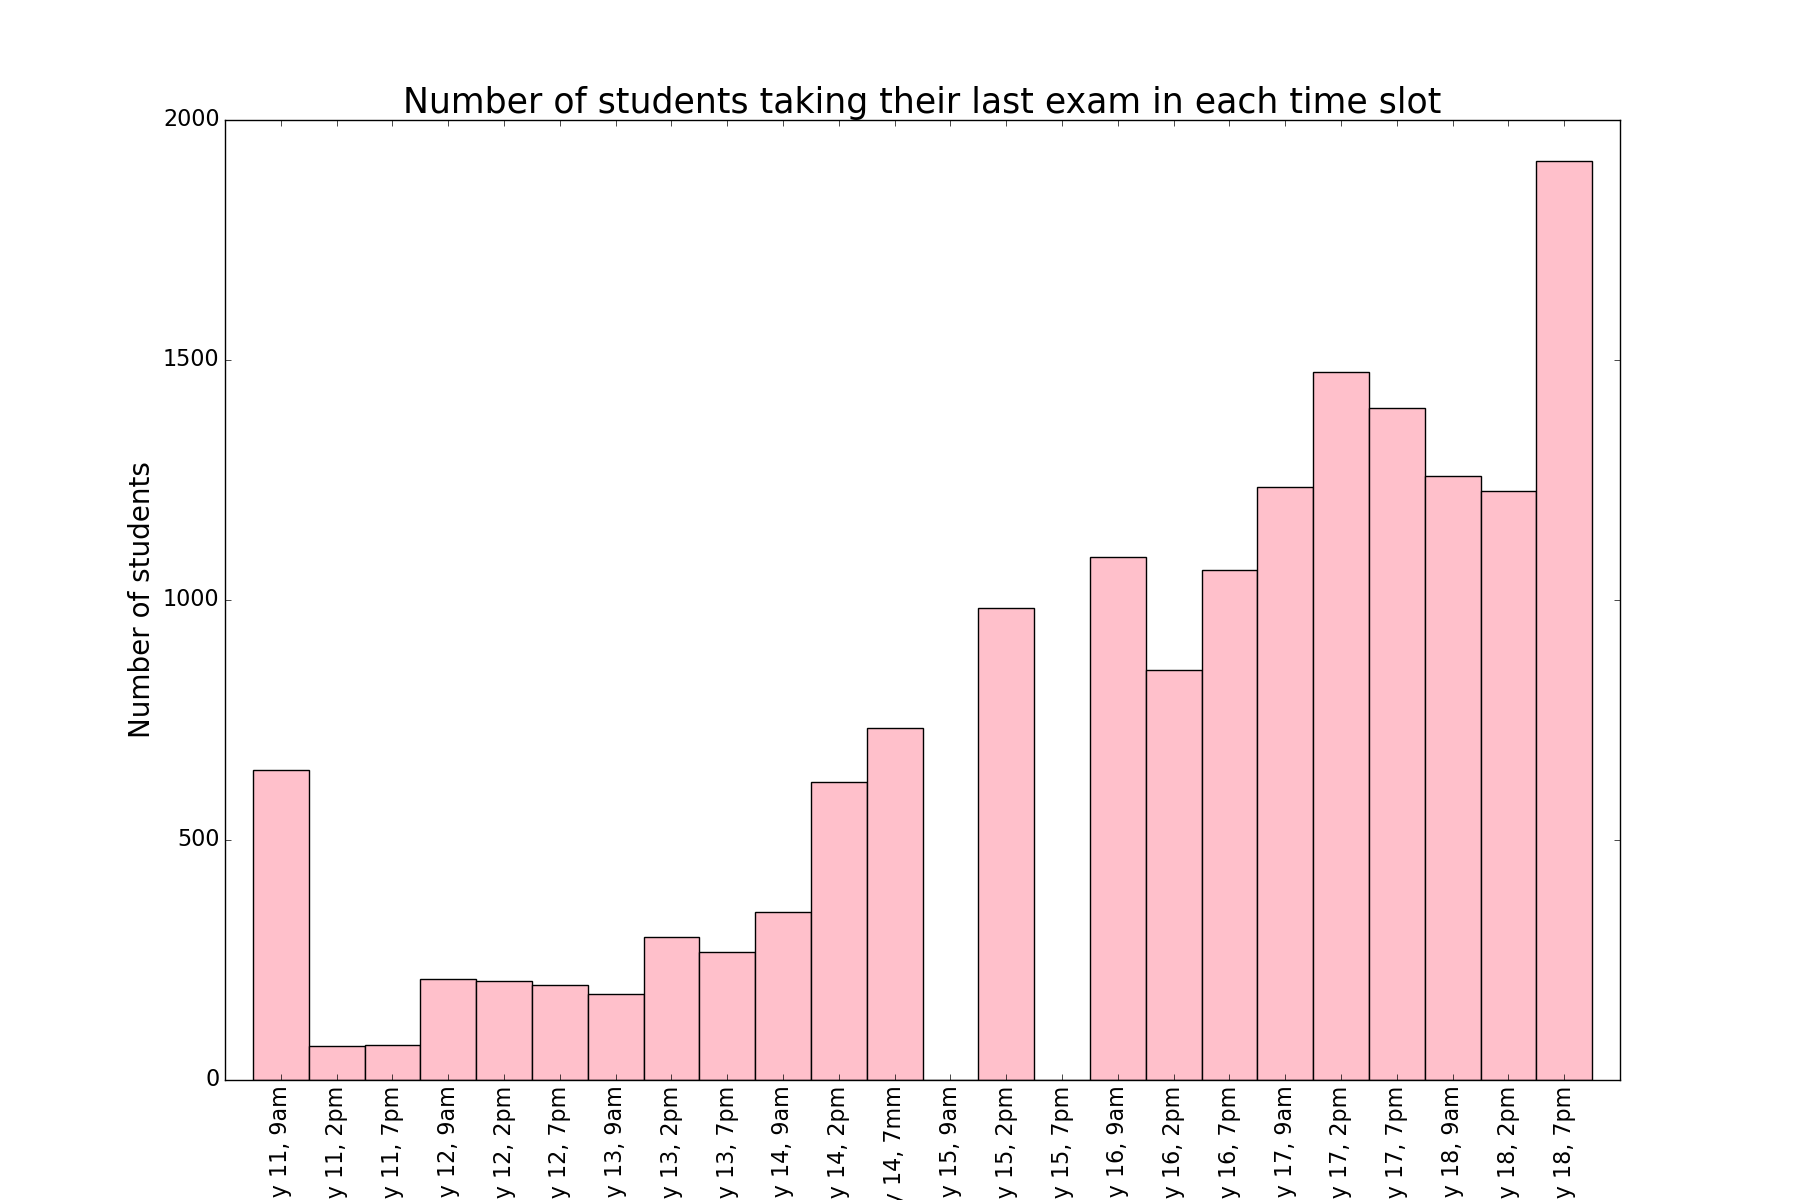 Number of students taking their last exam in each time slot
2000
1500
1000
500
0
Number of students
y 11, 9am
y 11, 2pm
y 11, 7pm
y 12, 9am
y 12, 2pm
y 12, 7pm
y 13, 9am
y 13, 2pm
y 13, 7pm
y 14, 9am
y 14, 2pm
y 14, 7mm
y 15, 9am
y 15, 2pm
y 15, 7pm
y 16, 9am
y 16, 2pm
y 16, 7pm
y 17, 9am
y 17, 2pm
y 17, 7pm
y 18, 9am
y 18, 2pm
y 18, 7pm